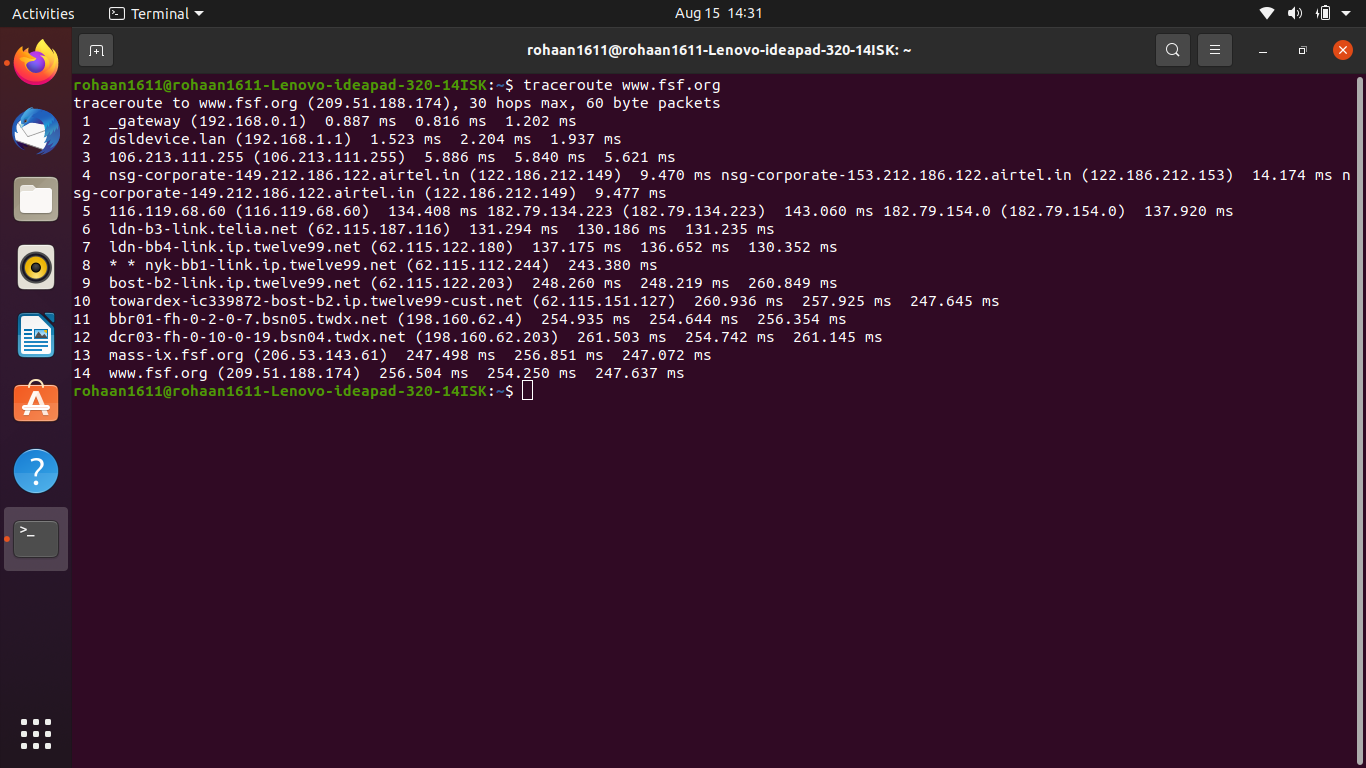 Activities Terminal Aug 15 14:31
rohaan1611@rohaan1611-Lenovo-ideapad-320-14ISK: ~
rohaan1611@rohaan1611-Lenovo-ideapad-320-14ISK:~$ traceroute www.fsf.org
traceroute to www.fsf.org (209.51.188.174), 30 hops max, 60 byte packets
 1  _gateway (192.168.0.1)  0.887 ms  0.816 ms  1.202 ms
 2  dsldevice.lan (192.168.1.1)  1.523 ms  2.204 ms  1.937 ms
 3  106.213.111.255 (106.213.111.255)  5.886 ms  5.840 ms  5.621 ms
 4  nsg-corporate-149.212.186.122.airtel.in (122.186.212.149)  9.470 ms nsg-corporate-153.212.186.122.airtel.in (122.186.212.153)  14.174 ms n
sg-corporate-149.212.186.122.airtel.in (122.186.212.149)  9.477 ms
 5  116.119.68.60 (116.119.68.60)  134.408 ms 182.79.134.223 (182.79.134.223)  143.060 ms 182.79.154.0 (182.79.154.0)  137.920 ms
 6  ldn-b3-link.telia.net (62.115.187.116)  131.294 ms  130.186 ms  131.235 ms
 7  ldn-bb4-link.ip.twelve99.net (62.115.122.180)  137.175 ms  136.652 ms  130.352 ms
 8  * * nyk-bb1-link.ip.twelve99.net (62.115.112.244)  243.380 ms
 9  bost-b2-link.ip.twelve99.net (62.115.122.203)  248.260 ms  248.219 ms  260.849 ms
10  towardex-ic339872-bost-b2.ip.twelve99-cust.net (62.115.151.127)  260.936 ms  257.925 ms  247.645 ms
11  bbr01-fh-0-2-0-7.bsn05.twdx.net (198.160.62.4)  254.935 ms  254.644 ms  256.354 ms
12  dcr03-fh-0-10-0-19.bsn04.twdx.net (198.160.62.203)  261.503 ms  254.742 ms  261.145 ms
13  mass-ix.fsf.org (206.53.143.61)  247.498 ms  256.851 ms  247.072 ms
14  www.fsf.org (209.51.188.174)  256.504 ms  254.250 ms  247.637 ms
rohaan1611@rohaan1611-Lenovo-ideapad-320-14ISK:~$